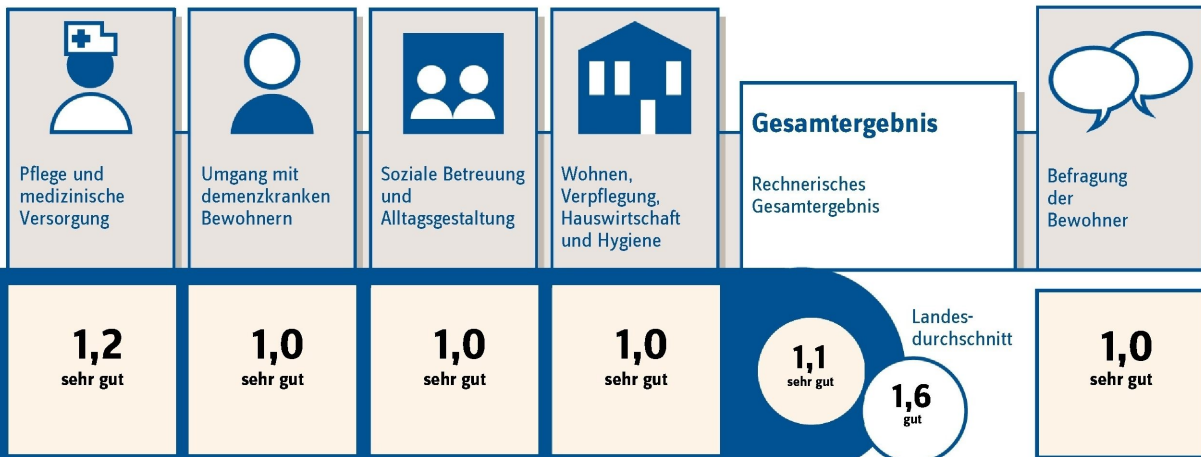 Pflege und
medizinische
Versorgung
Umgang mit
demenzkranken
Bewohnern
Soziale Betreuung
und
Alltagsgestaltung
Wohnen,
Verpflegung,
Hauswirtschaft
und Hygiene
Gesamtergebnis
Rechnerisches
Gesamtergebnis
Befragung
der
Bewohner
1,2
sehr gut
1,0
sehr gut
1,0
sehr gut
1,0
sehr gut
1,1
sehr gut
Landes-
durchschnitt
1,6
gut
1,0
sehr gut